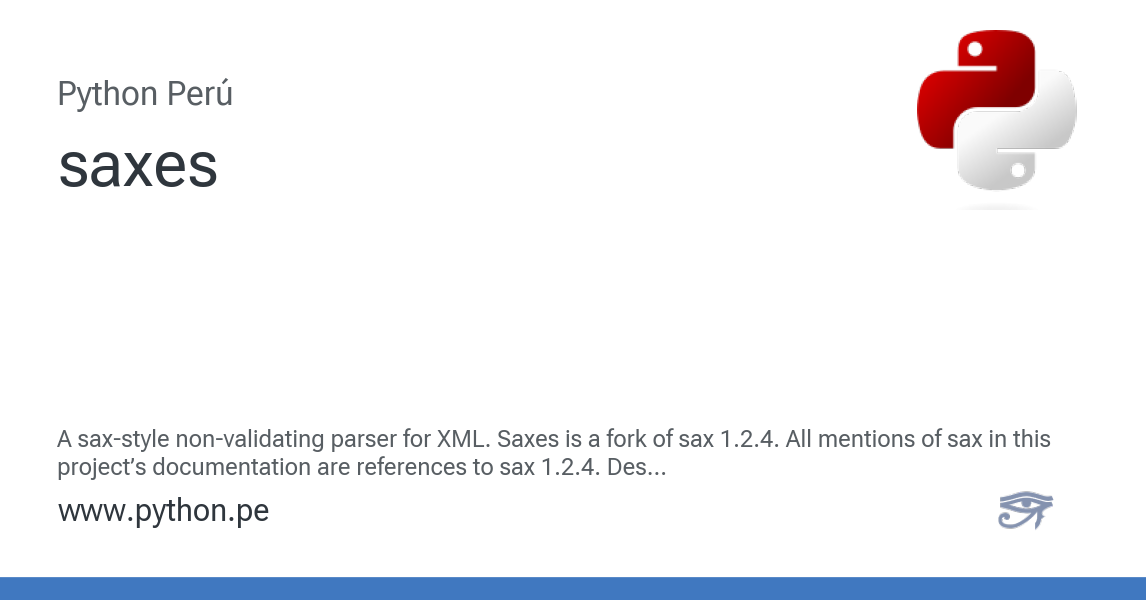 Python Perú
saxes
A sax-style non-validating parser for XML. Saxes is a fork of sax 1.2.4. All mentions of sax in this
project’s documentation are references to sax 1.2.4. Des...
www.python.pe